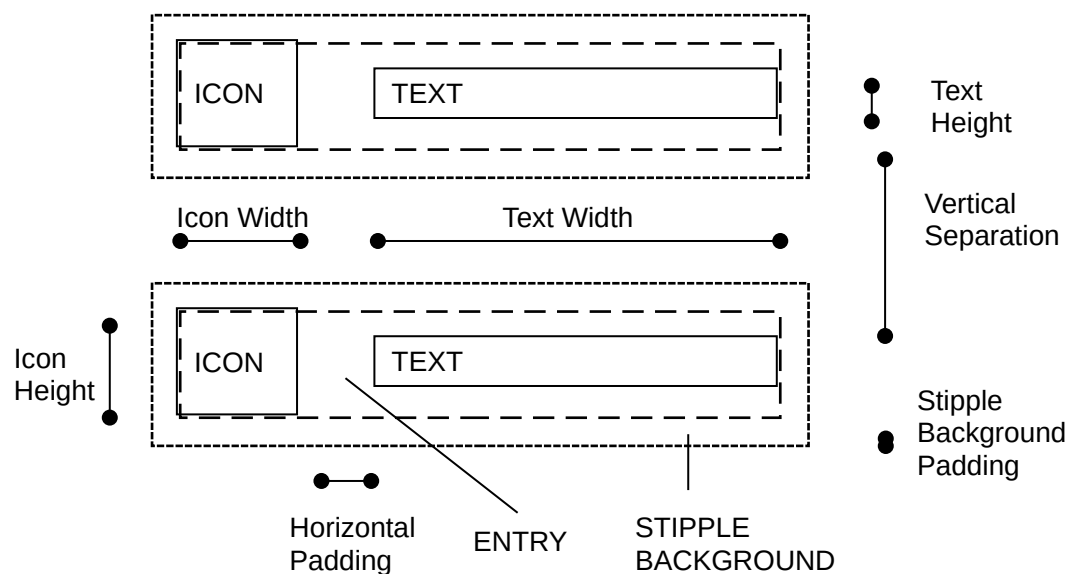 ICON
TEXT
Text
Height
Icon Width
Text Width
Vertical
Separation
ICON
TEXT
Icon
Height
Stipple
Background
Padding
Horizontal
Padding
ENTRY
STIPPLE
BACKGROUND